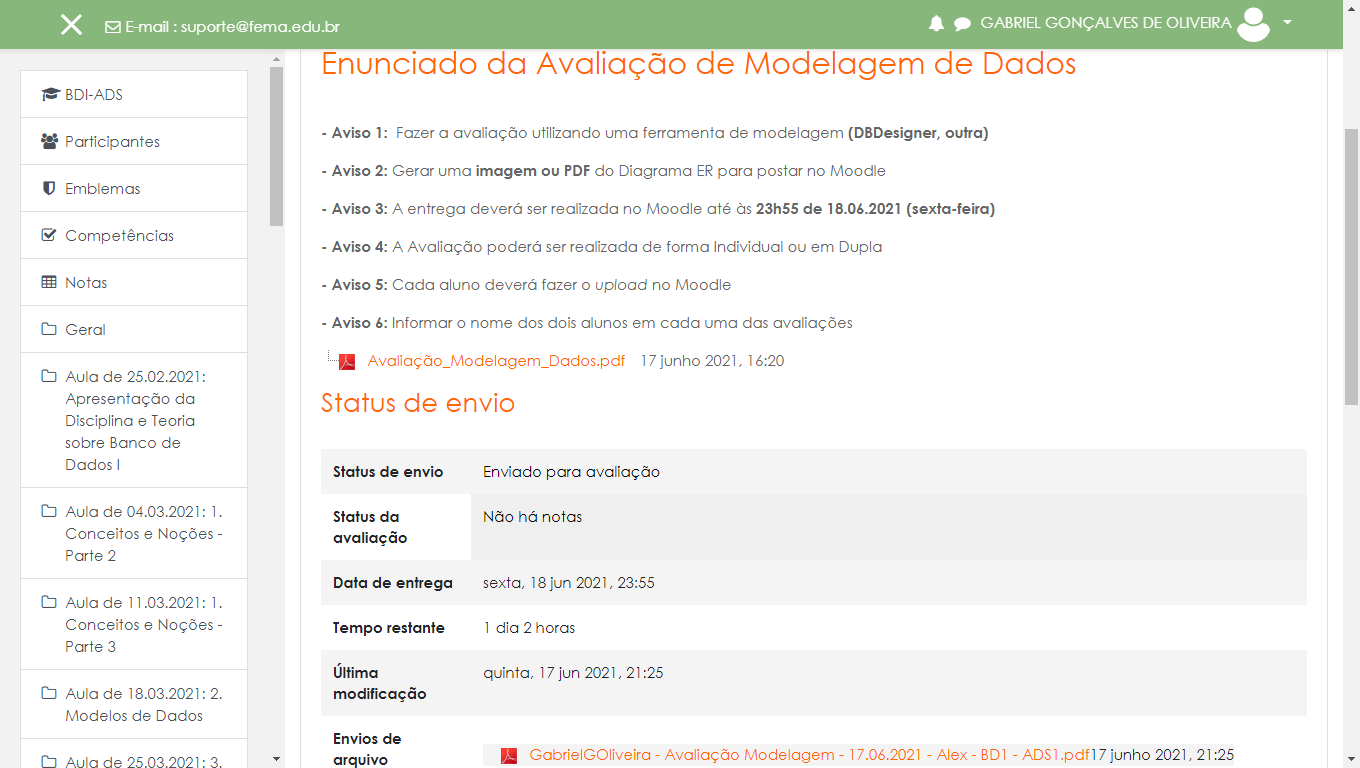 E-mail : suporte@fema.edu.br
GABRIEL GONÇALVES DE OLIVEIRA
BDI-ADS
Participantes
Emblemas
Competências
Notas
Geral
Aula de 25.02.2021:
Apresentação da
Disciplina e Teoria
sobre Banco de
Dados I
Aula de 04.03.2021: 1.
Conceitos e Noções -
Parte 2
Aula de 11.03.2021: 1.
Conceitos e Noções -
Parte 3
Aula de 18.03.2021: 2.
Modelos de Dados
Aula de 25.03.2021: 3.
Enunciado da Avaliação de Modelagem de Dados
- Aviso 1: Fazer a avaliação utilizando uma ferramenta de modelagem (DBDesigner, outra)
- Aviso 2: Gerar uma imagem ou PDF do Diagrama ER para postar no Moodle
- Aviso 3: A entrega deverá ser realizada no Moodle até às 23h55 de 18.06.2021 (sexta-feira)
- Aviso 4: A Avaliação poderá ser realizada de forma Individual ou em Dupla
- Aviso 5: Cada aluno deverá fazer o upload no Moodle
- Aviso 6: Informar o nome dos dois alunos em cada uma das avaliações
Avaliação_Modelagem_Dados.pdf 17 junho 2021, 16:20
Status de envio
Status de envio Enviado para avaliação
Status da Não há notas
avaliação
Data de entrega sexta, 18 jun 2021, 23:55
Tempo restante 1 dia 2 horas
Última quinta, 17 jun 2021, 21:25
modificação
Envios de
arquivo GabrielGOliveira - Avaliação Modelagem - 17.06.2021 - Alex - BD1 - ADS1.pdf17 junho 2021, 21:25